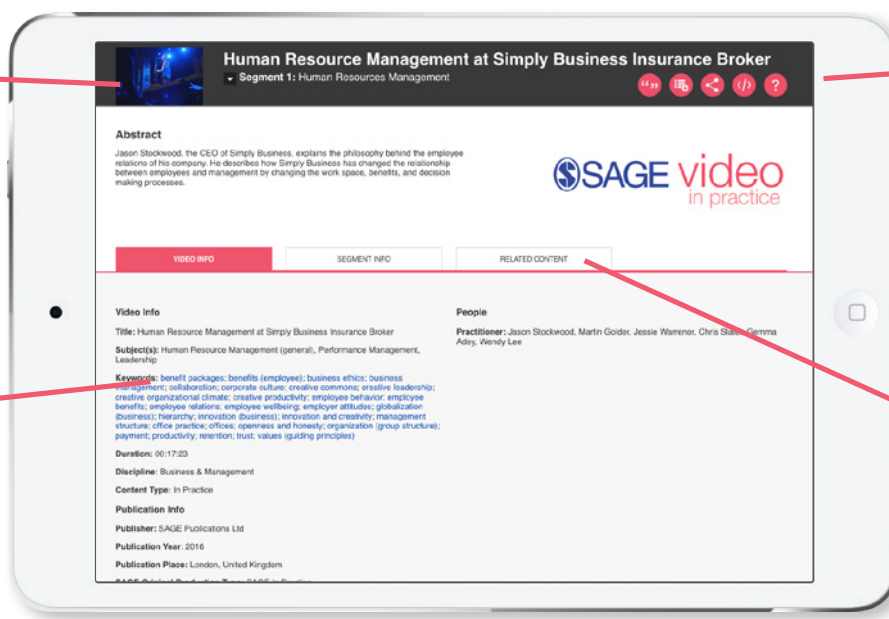 Human Resource Management at Simply Business Insurance Broker
Segment 1: Human Resources Management
Abstract
Jason Stockwood, the CEO of Simply Business, explains the philosophy behind the employee
relations of his company. He describes how Simply Business has changed the relationship
between employees and management by changing the work space, benefits, and decision
making processes.
SAGE video
in practice
VIDEO INFO
SEGMENT INFO
RELATED CONTENT
Video Info
Title: Human Resource Management at Simply Business Insurance Broker
Subject(s): Human Resource Management (general), Performance Management,
Leadership
Keywords: benefit packages; benefits (employee); business ethics; business
management; collaboration; corporate culture; creative commons; creative leadership;
creative organizational climate; creative productivity; employee behavior; employee
benefits; employee relations; employee wellbeing; employer attitudes; globalization
(business); hierarchy; innovation (business); innovation and creativity; management
structure; office practice; offices; openness and honesty; organization (group structure);
payment; productivity; retention; trust; values (guiding principles)
Duration: 00:17:23
Discipline: Business & Management
Content Type: In Practice
Publication Info
Publisher: SAGE Publications Ltd
Publication Year: 2016
Publication Place: London, United Kingdom
People
Practitioner: Jason Stockwood, Martin Goider, Jessie Warrener, Chris Slater, Gemma
Adey, Wendy Lee